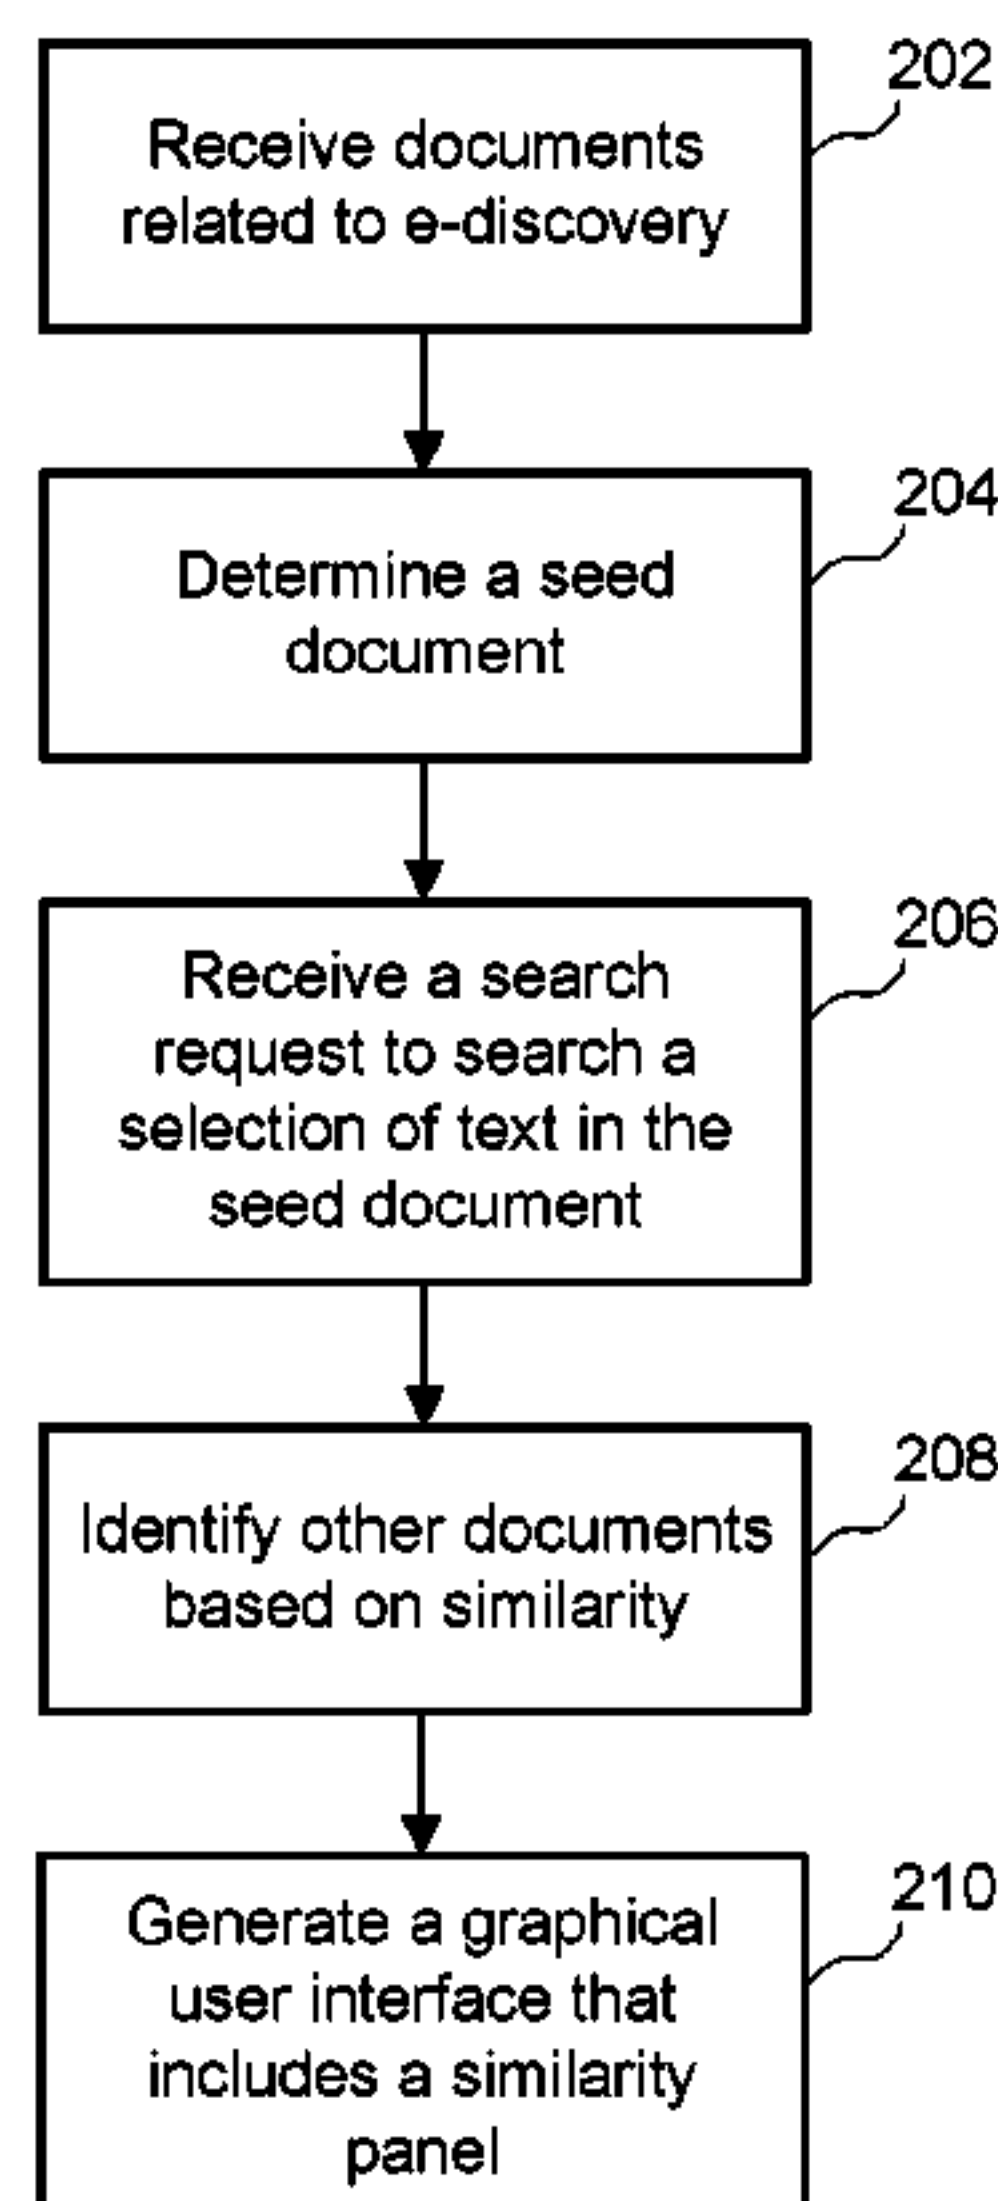 202
Receive documents
related to e-discovery
204
Determine a seed
document
206
Receive a search
request to search a
selection of text in the
seed document
208
Identify other documents
based on similarity
210
Generate a graphical
user interface that
includes a similarity
panel